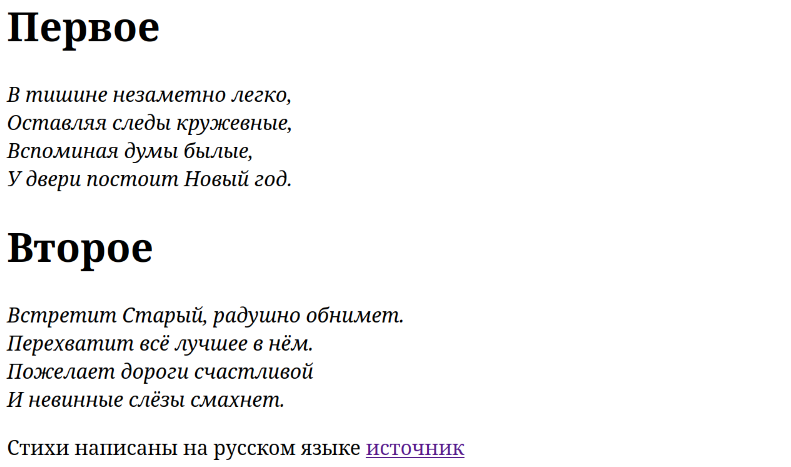 Первое
В тишине незаметно легко,
Оставляя следы кружевные,
Вспоминая думы былые,
У двери постоит Новый год.
Второе
Встретит Старый, радушно обнимет.
Перехватит всё лучшее в нём.
Пожелает дороги счастливой
И невинные слёзы смахнет.
Стихи написаны на русском языке источник